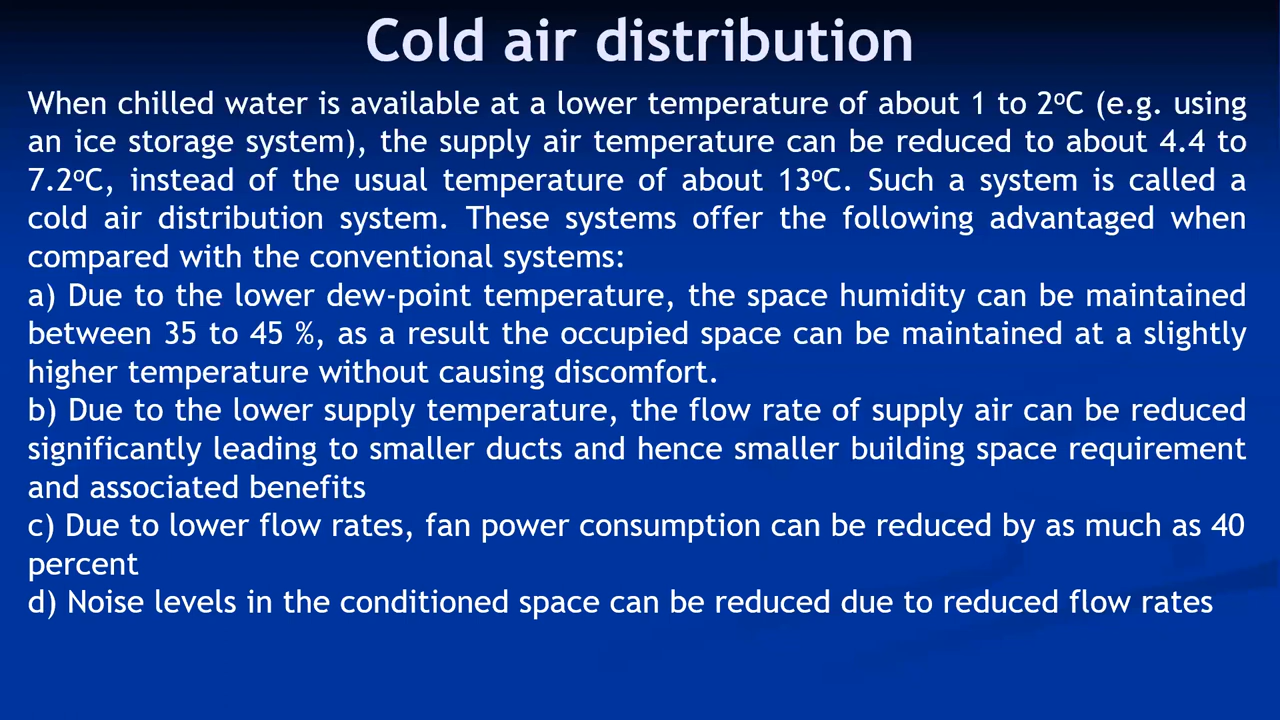 Cold air distribution
When chilled water is available at a lower temperature of about 1 to 2ºC (e.g. using
an ice storage system), the supply air temperature can be reduced to about 4.4 to
7.2ºC, instead of the usual temperature of about 13ºC. Such a system is called a
cold air distribution system. These systems offer the following advantaged when
compared with the conventional systems:
a) Due to the lower dew-point temperature, the space humidity can be maintained
between 35 to 45 %, as a result the occupied space can be maintained at a slightly
higher temperature without causing discomfort.
b) Due to the lower supply temperature, the flow rate of supply air can be reduced
significantly leading to smaller ducts and hence smaller building space requirement
and associated benefits
c) Due to lower flow rates, fan power consumption can be reduced by as much as 40
percent
d) Noise levels in the conditioned space can be reduced due to reduced flow rates